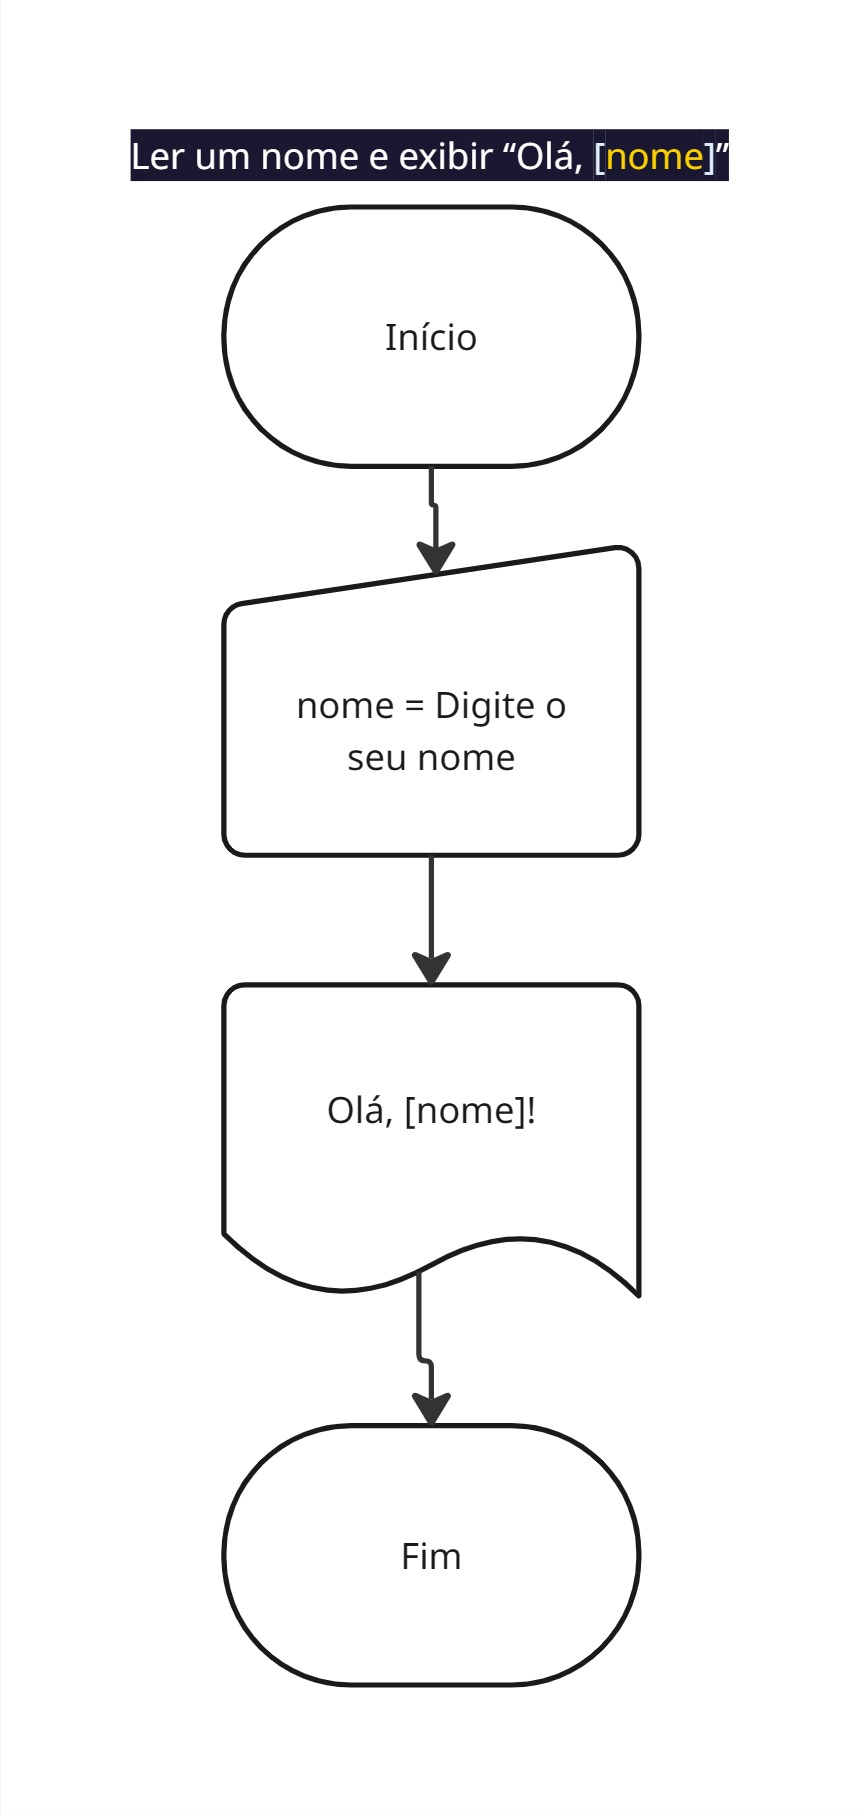 Ler um nome e exibir “Olá, [nome]”
Início
nome = Digite o
seu nome
Olá, [nome]!
Fim